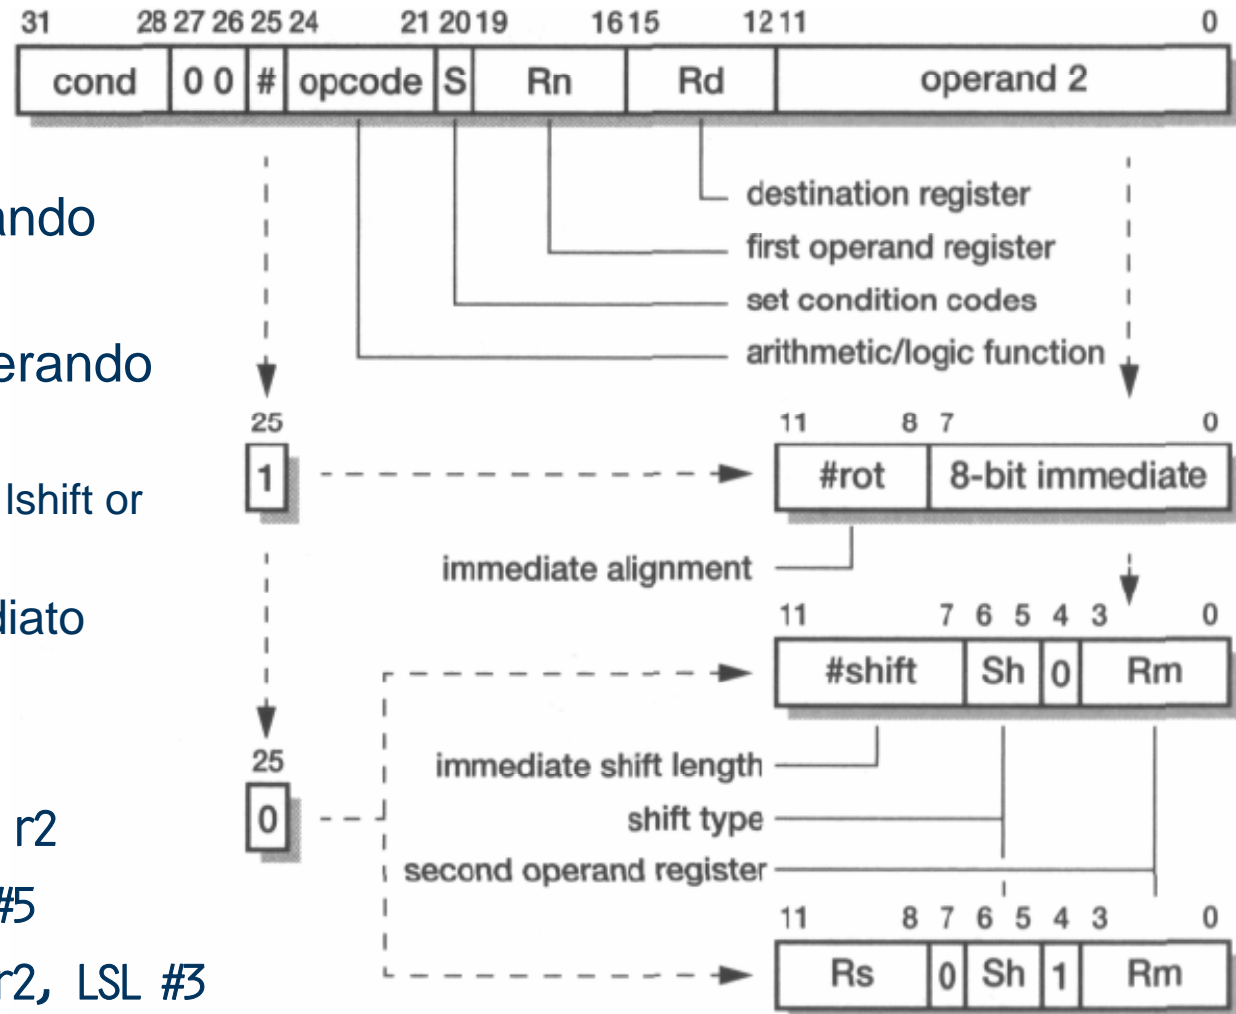 31 28 27 26 25 24 21 20 19 16 15 12 11 0
cond 0 0 # opcode S Rn Rd operand 2
destination register
ando
first operand register
set condition codes
arithmetic/logic function
erando
25
11 8 7 0
1
#rot 8-bit immediate
lshift or
immediate alignment
11 7 6 5 4 3 0
diato
#shift Sh 0 Rm
25
immediate shift length
0
r2
shift type
second operand register
#5
11 8 7 6 5 4 3 0
Rs 0 Sh 1 Rm
r2, LSL #3